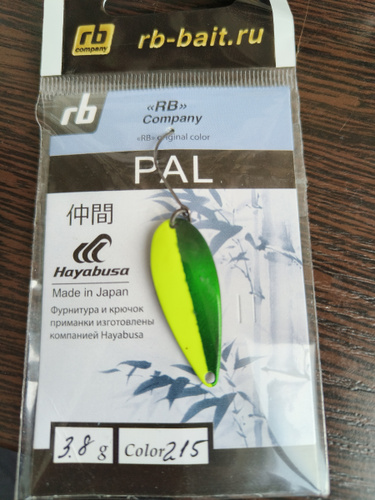 rb
company
rb-bait.ru
rb
«RB»
Company
«RB» original color
PAL
仲間
Hayabusa
Made in Japan
Фурнитура и крючок
приманки изготовлены
компанией Hayabusa
3.8 g
Color 215